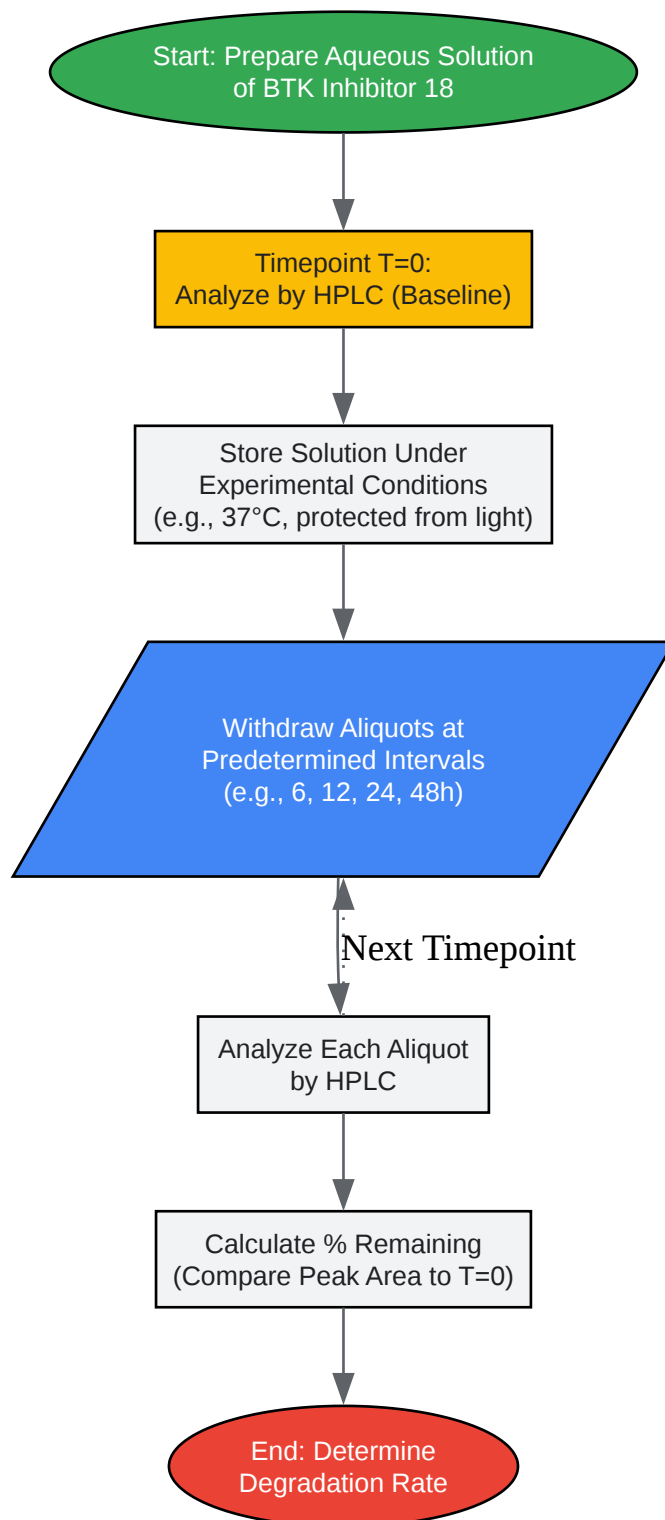 Start: Prepare Aqueous Solution
of BTK Inhibitor 18
Timepoint T=0:
Analyze by HPLC (Baseline)
Store Solution Under
Experimental Conditions
(e.g., 37°C, protected from light)
Withdraw Aliquots at
Predetermined Intervals
(e.g., 6, 12, 24, 48h)
Next Timepoint
Analyze Each Aliquot
by HPLC
Calculate % Remaining
(Compare Peak Area to T=0)
End: Determine
Degradation Rate